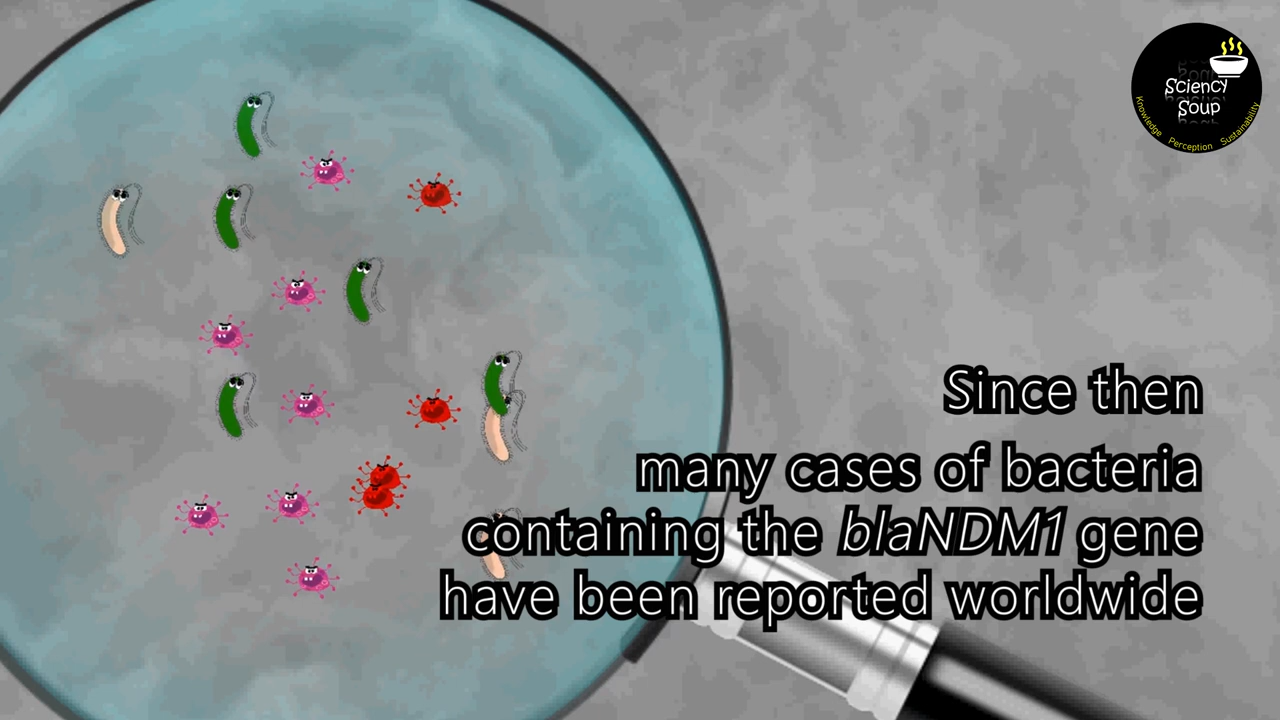 Sciency
Soup
Knowledge Perception Sustainability
Since then
many cases of bacteria
containing the blaNDM1 gene
have been reported worldwide